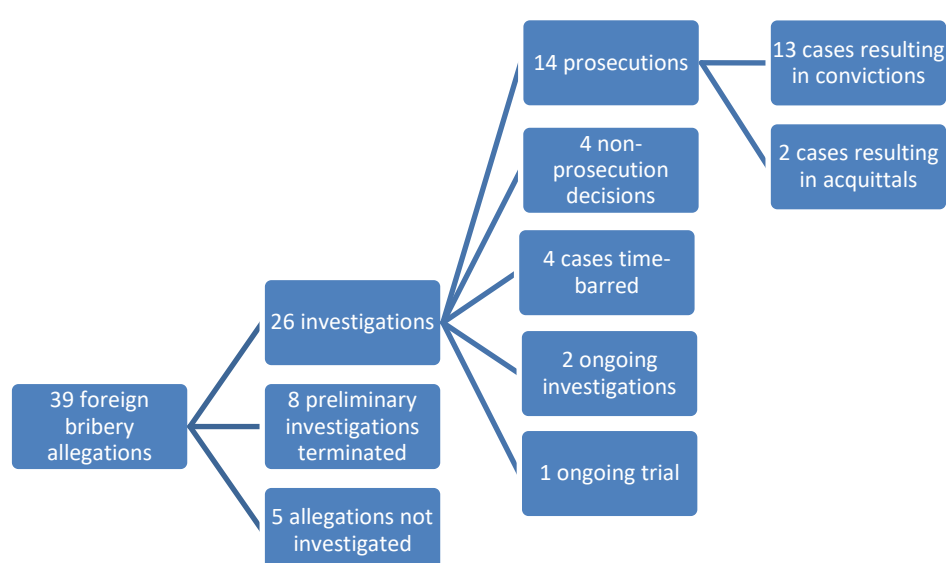 39 foreign
bribery
allegations
26 investigations
8 preliminary
investigations
terminated
5 allegations not
investigated
14 prosecutions
4 non-
prosecution
decisions
4 cases time-
barred
2 ongoing
investigations
1 ongoing trial
13 cases resulting
in convictions
2 cases resulting
in acquittals